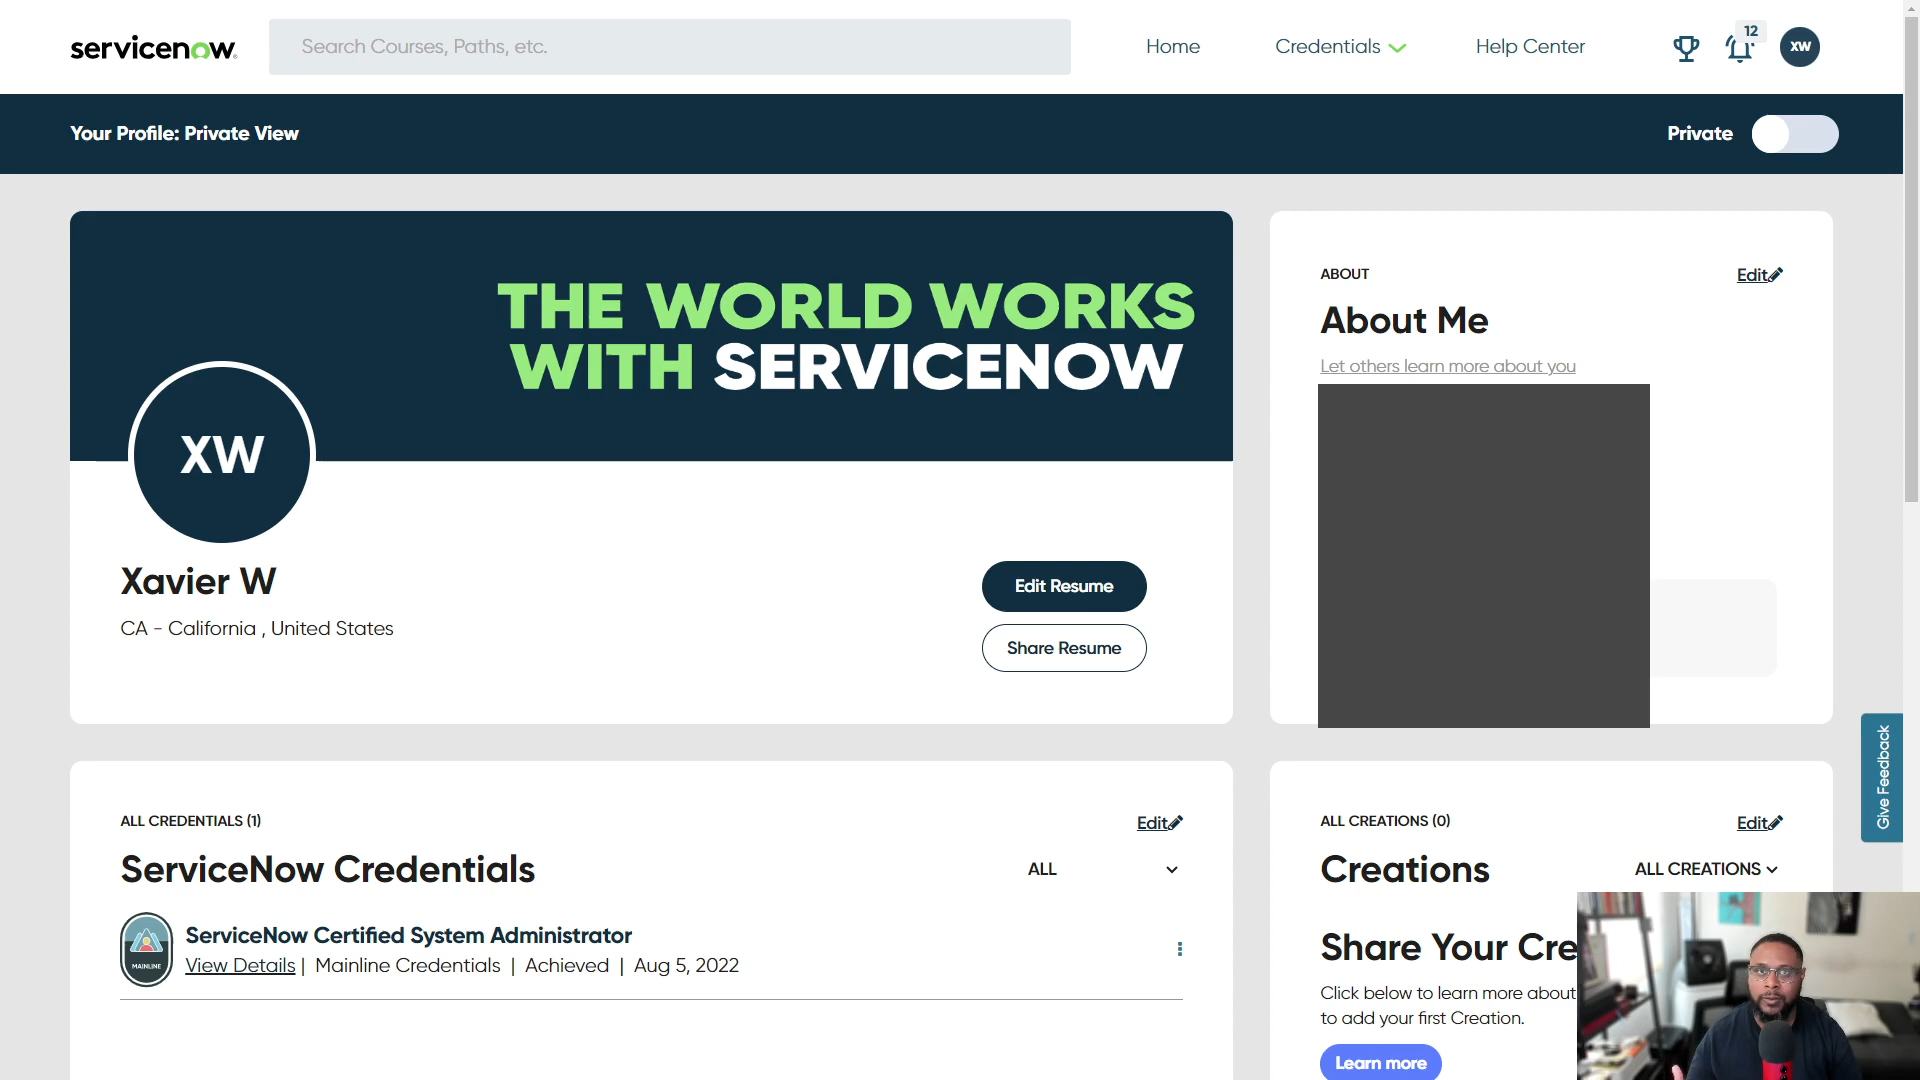 servicenow
Search Courses, Paths, etc.
Home
Credentials
Help Center
12
XW
Your Profile: Private View
Private
THE WORLD WORKS
WITH SERVICENOW
XW
Xavier W
CA - California , United States
Edit Resume
Share Resume
ABOUT
Edit
About Me
Let others learn more about you
Give Feedback
ALL CREDENTIALS (1)
Edit
ServiceNow Credentials
ALL
MAINLINE
ServiceNow Certified System Administrator
View Details | Mainline Credentials | Achieved | Aug 5, 2022
ALL CREATIONS (0)
Edit
Creations
ALL CREATIONS
Share Your Cre
Click below to learn more about
to add your first Creation.
Learn more